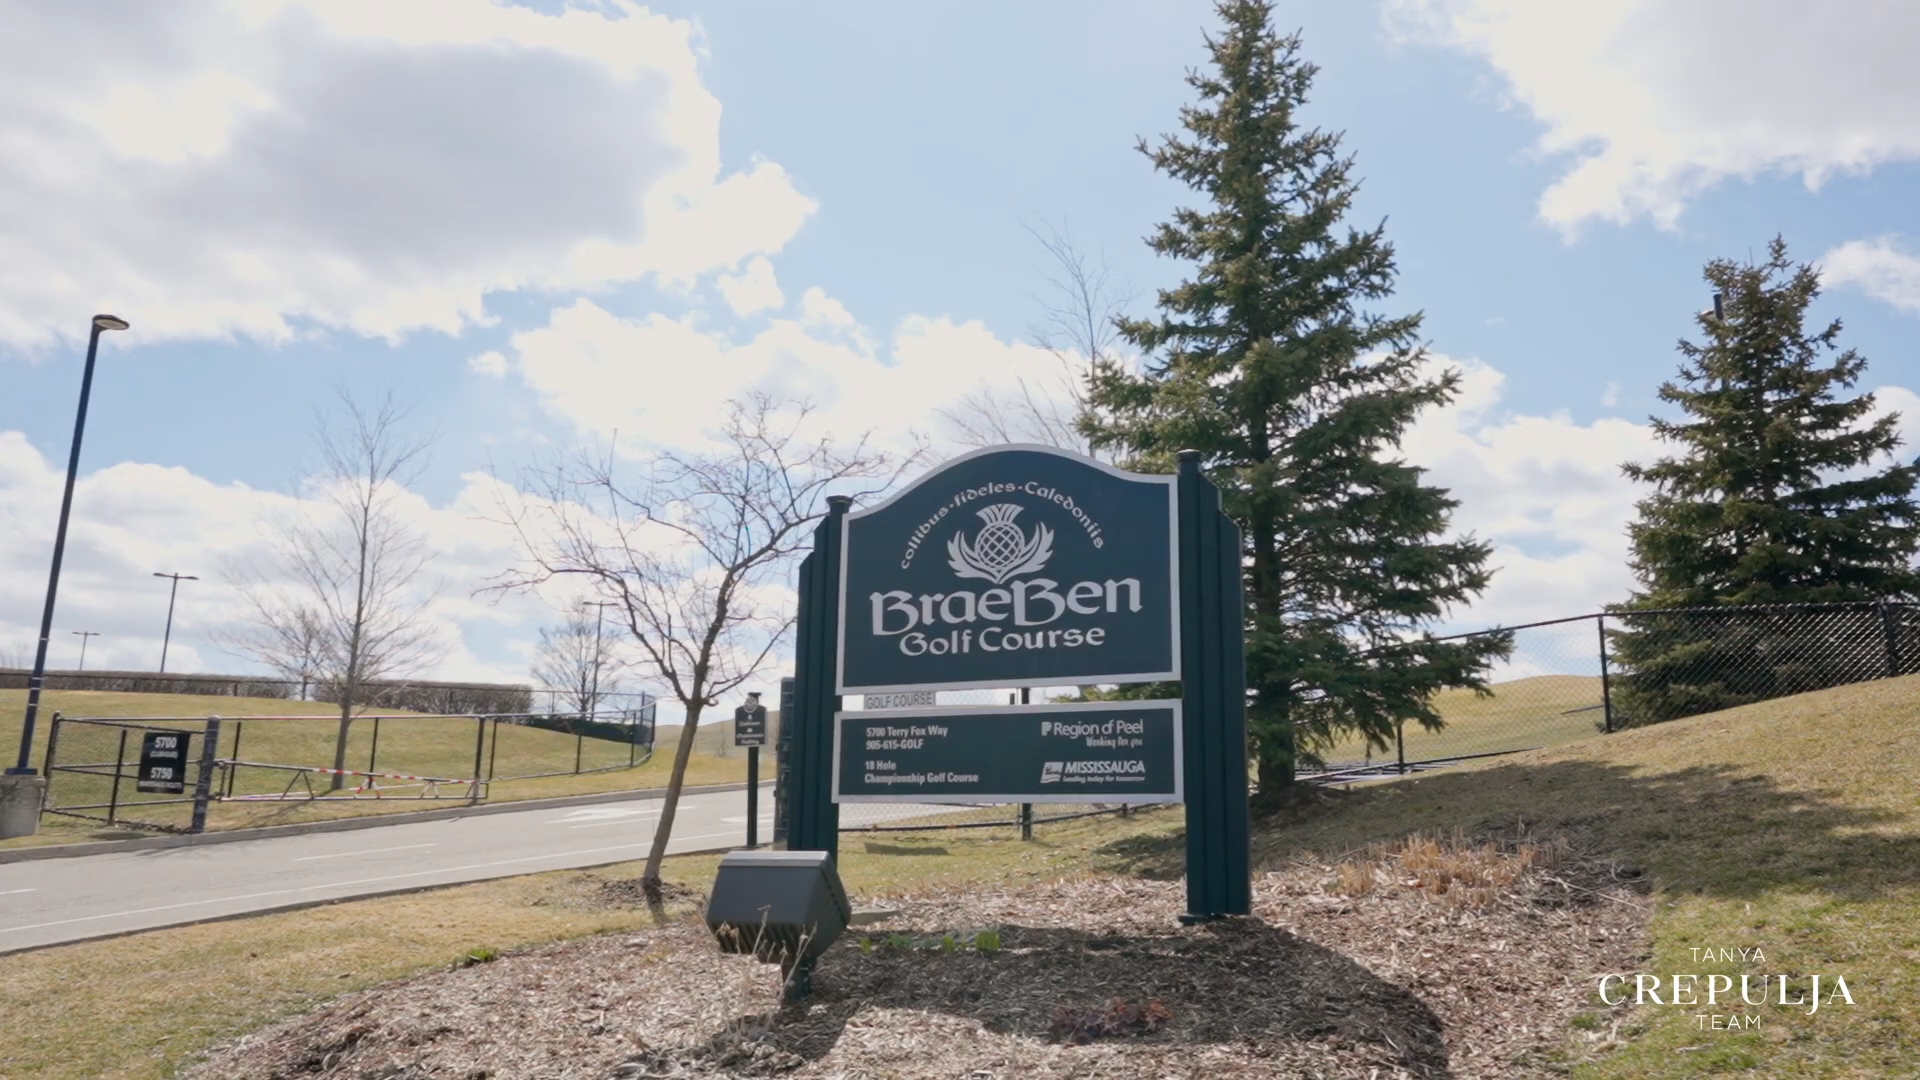 collibus-fideles-Caledoniis
BraeBen
Golf Course
GOLF COURSE
5700 Terry Fox Way
905-615-GOLF
18 Hole
Championship Golf Course
Region of Peel
Working for you
MISSISSAUGA
Leading today for tomorrow
5700
5750
TANYA
CREPULJA
TEAM